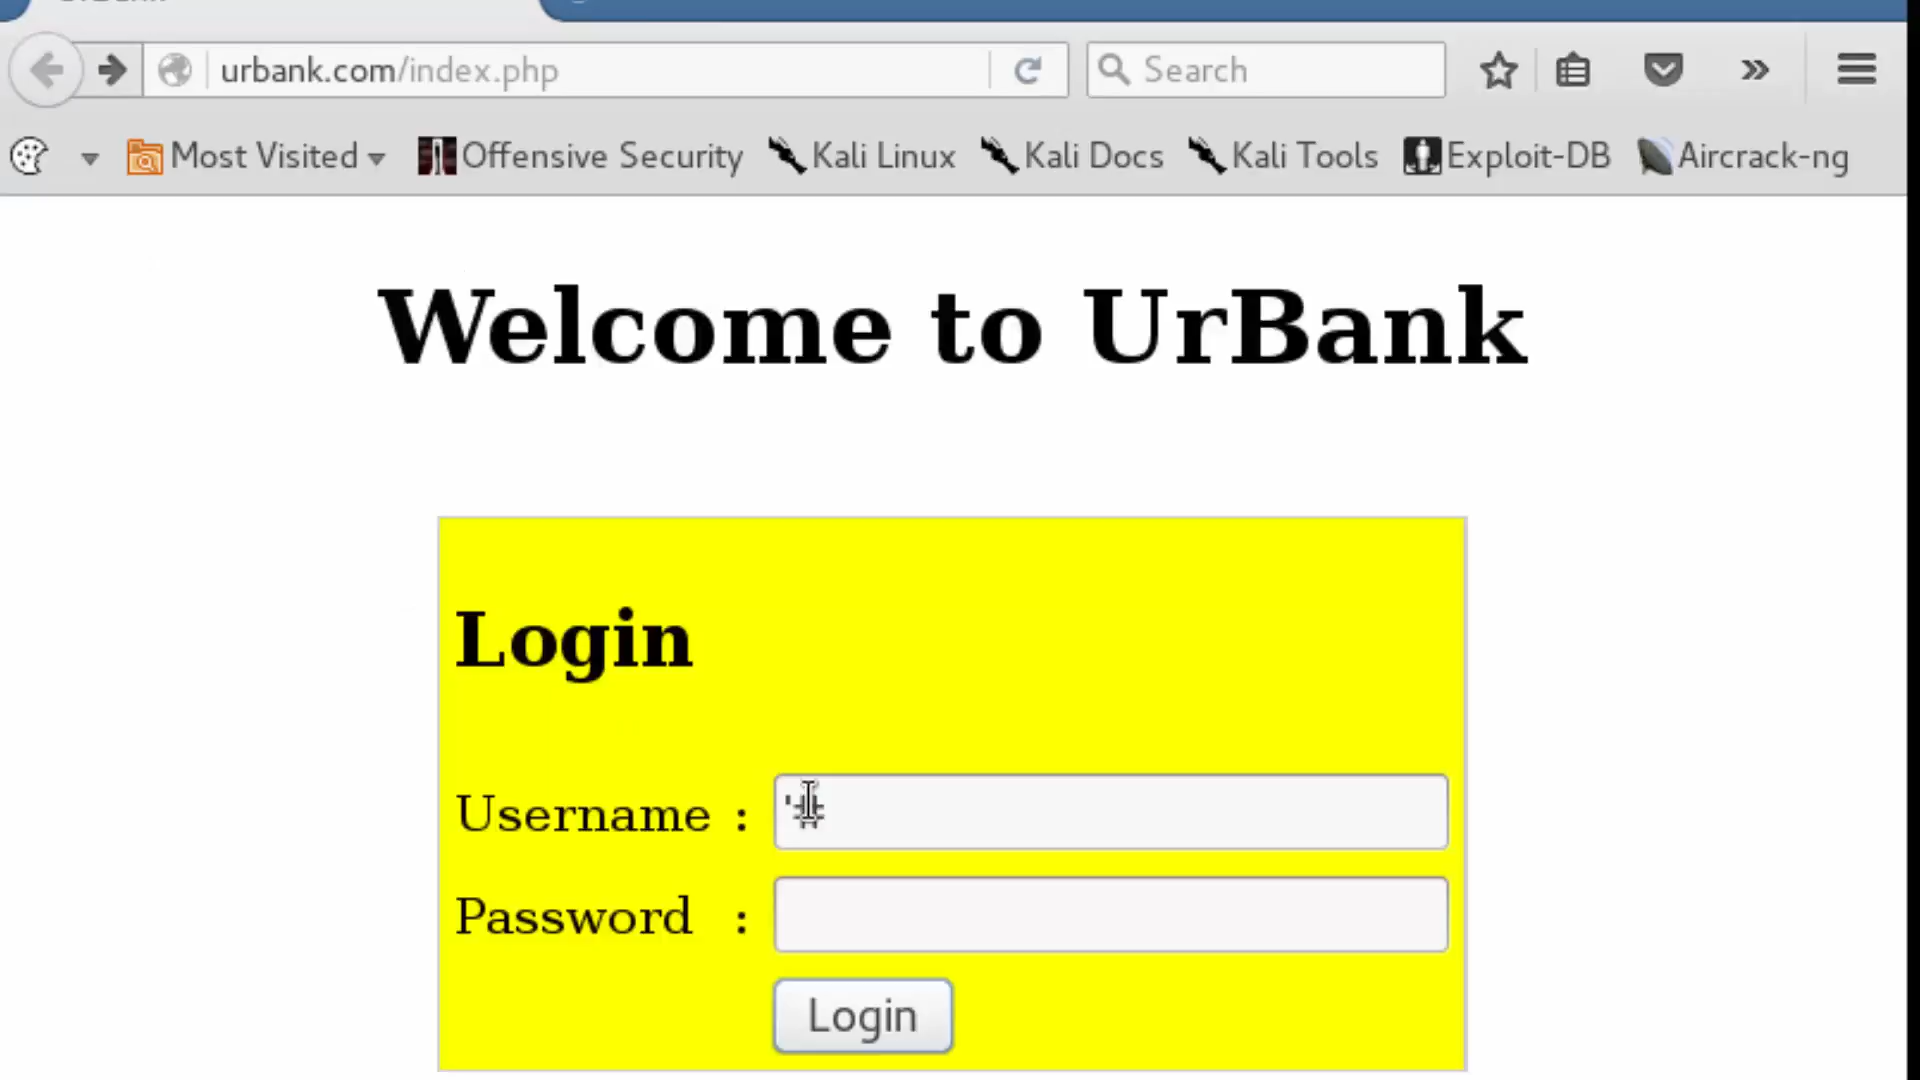 urbank.com/index.php
Search
Most Visited
Offensive Security
Kali Linux
Kali Docs
Kali Tools
Exploit-DB
Aircrack-ng
Welcome to UrBank
Login
Username :
'#
Password :
Login